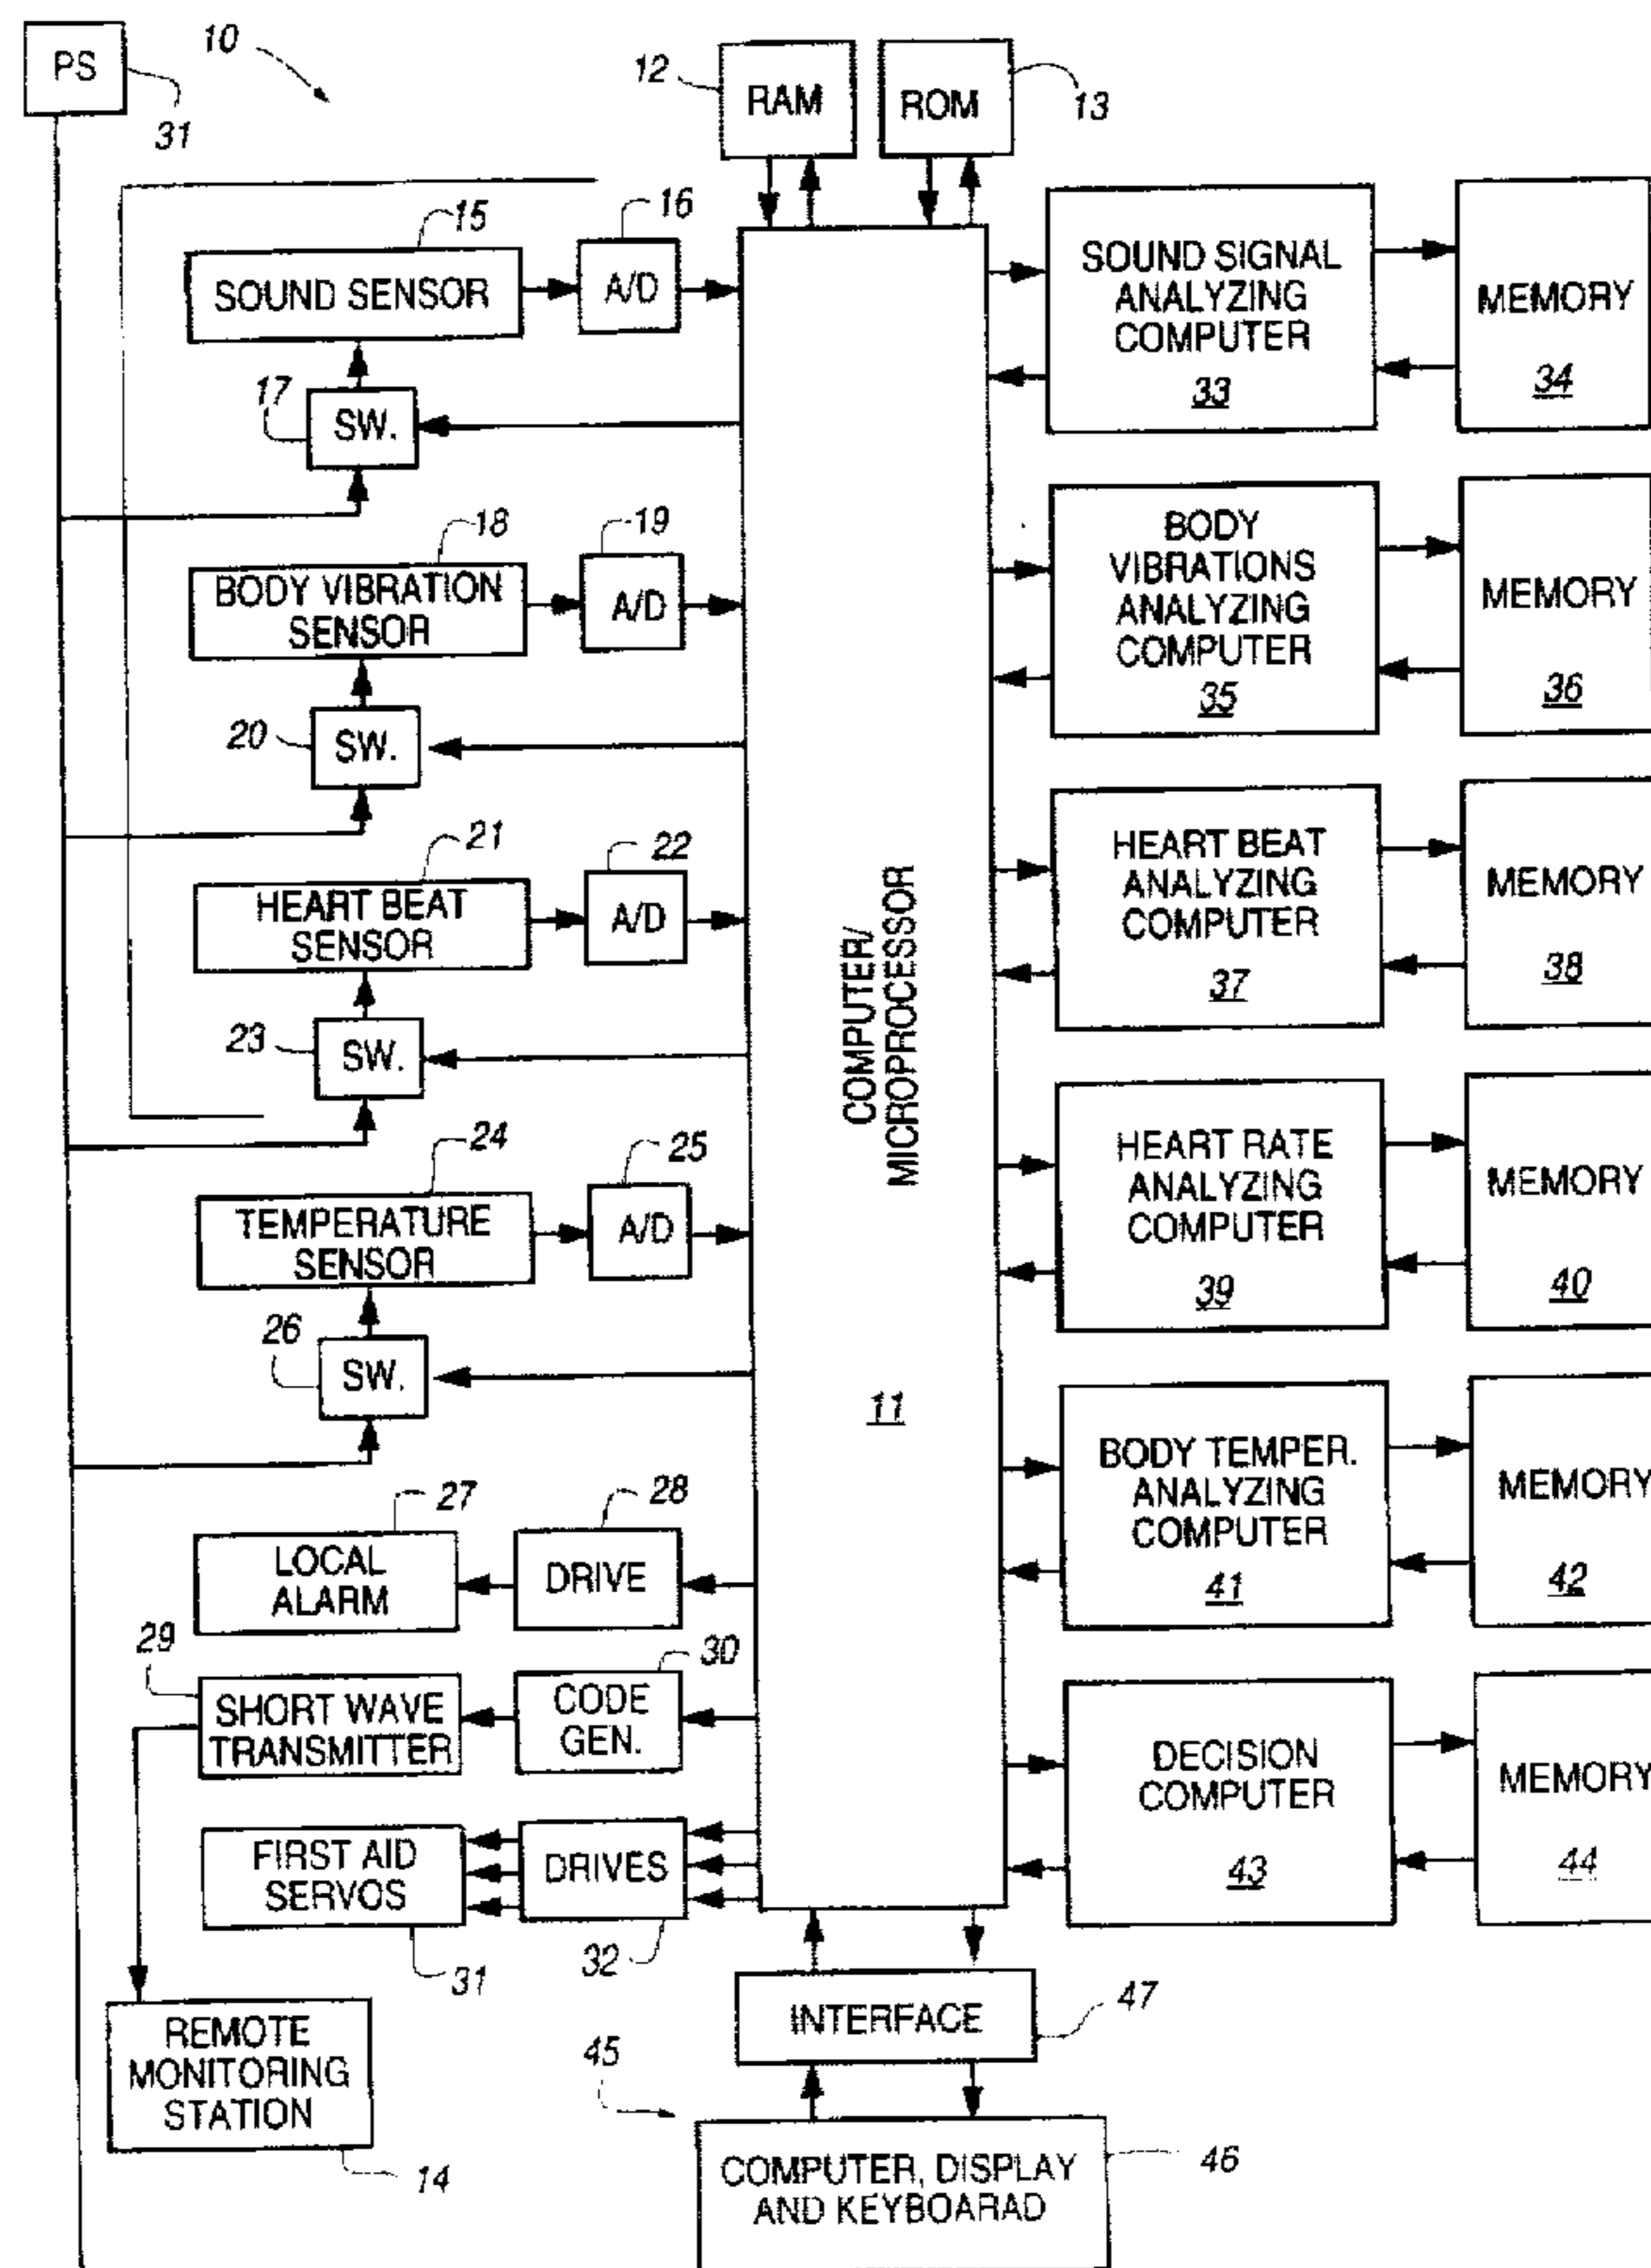 PS
31
10
12
RAM
ROM
13
15
SOUND SENSOR
16
A/D
17
SW.
18
BODY VIBRATION
SENSOR
19
A/D
20
SW.
21
HEART BEAT
SENSOR
22
A/D
23
SW.
24
TEMPERATURE
SENSOR
25
A/D
26
SW.
27
LOCAL
ALARM
28
DRIVE
29
SHORT WAVE
TRANSMITTER
30
CODE
GEN.
FIRST AID
SERVOS
31
DRIVES
32
REMOTE
MONITORING
STATION
14
COMPUTER/
MICROPROCESSOR
11
SOUND SIGNAL
ANALYZING
COMPUTER
33
MEMORY
34
BODY
VIBRATIONS
ANALYZING
COMPUTER
35
MEMORY
36
HEART BEAT
ANALYZING
COMPUTER
37
MEMORY
38
HEART RATE
ANALYZING
COMPUTER
39
MEMORY
40
BODY TEMPER.
ANALYZING
COMPUTER
41
MEMORY
42
DECISION
COMPUTER
43
MEMORY
44
INTERFACE
47
45
COMPUTER, DISPLAY
AND KEYBOARAD
46